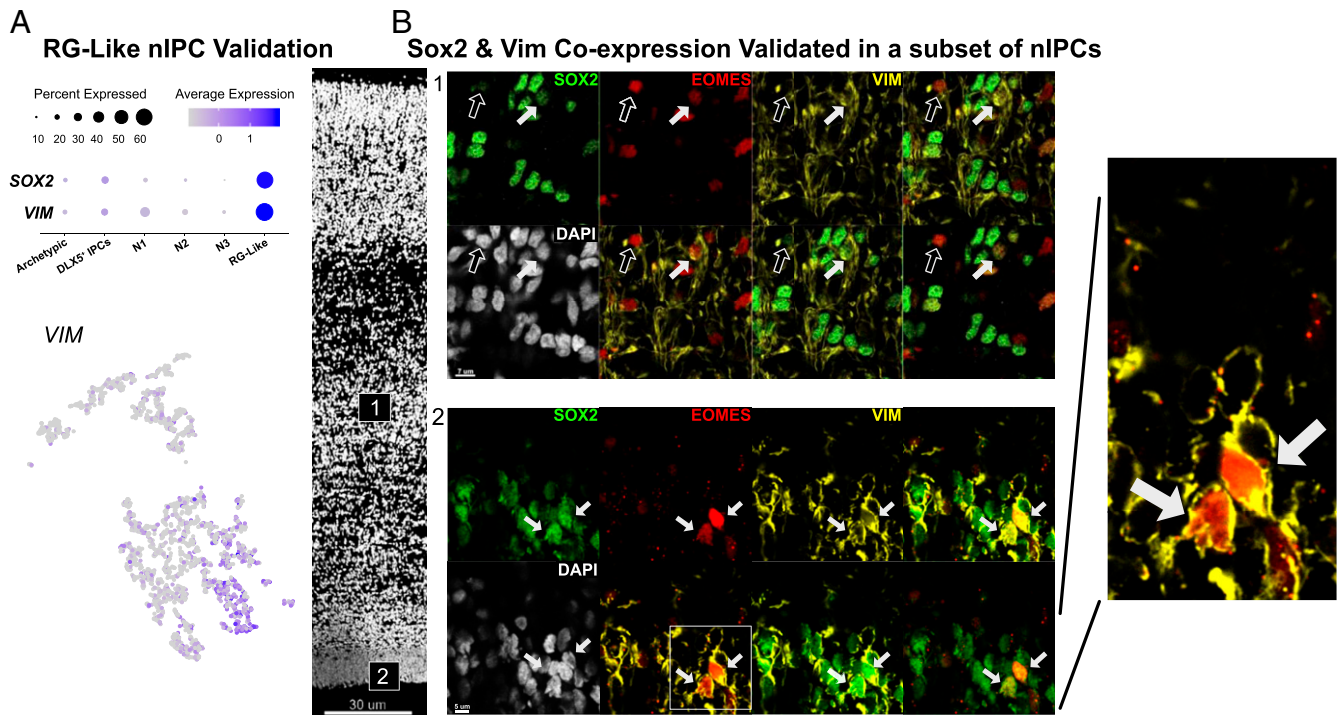 A
RG-Like nIPC Validation
Percent Expressed
10 20 30 40 50 60
Average Expression
0 1
SOX2
VIM
Archetypic DLX5⁺ IPCs N1 N2 N3 RG-Like
VIM
1
2
30 um
B
Sox2 & Vim Co-expression Validated in a subset of nIPCs
1
SOX2 EOMES VIM
DAPI
7 um
2
SOX2 EOMES VIM
DAPI
5 um